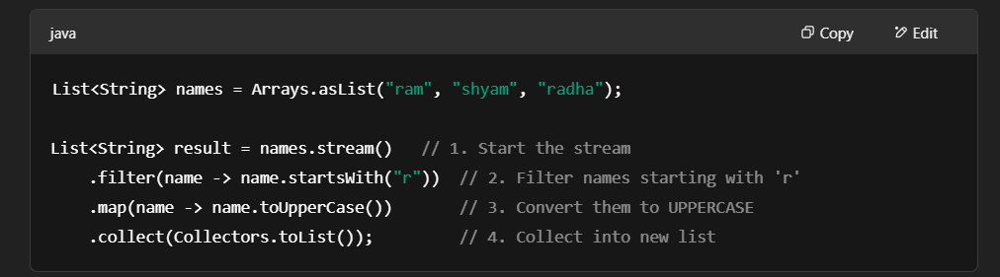 java
Copy
Edit
List<String> names = Arrays.asList("ram", "shyam", "radha");
List<String> result = names.stream()   // 1. Start the stream
    .filter(name -> name.startsWith("r"))  // 2. Filter names starting with 'r'
    .map(name -> name.toUpperCase())       // 3. Convert them to UPPERCASE
    .collect(Collectors.toList());         // 4. Collect into new list